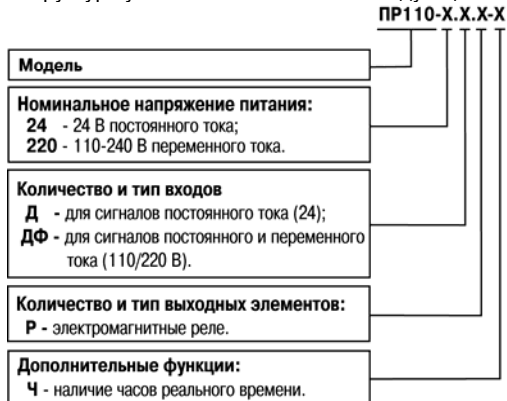 ПР110-Х.Х.Х-Х
Модель
Номинальное напряжение питания:
24 - 24 В постоянного тока;
220 - 110-240 В переменного тока.
Количество и тип входов
Д - для сигналов постоянного тока (24);
ДФ - для сигналов постоянного и переменного
тока (110/220 В).
Количество и тип выходных элементов:
Р - электромагнитные реле.
Дополнительные функции:
Ч - наличие часов реального времени.